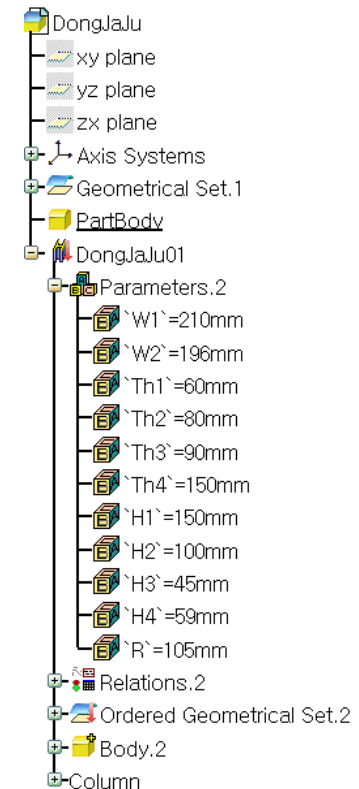 DongJaJu
xy plane
yz plane
zx plane
Axis Systems
Geometrical Set.1
PartBody
DongJaJu01
Parameters.2
`W1`=210mm
`W2`=196mm
`Th1`=60mm
`Th2`=80mm
`Th3`=90mm
`Th4`=150mm
`H1`=150mm
`H2`=100mm
`H3`=45mm
`H4`=59mm
`R`=105mm
Relations.2
Ordered Geometrical Set.2
Body.2
Column